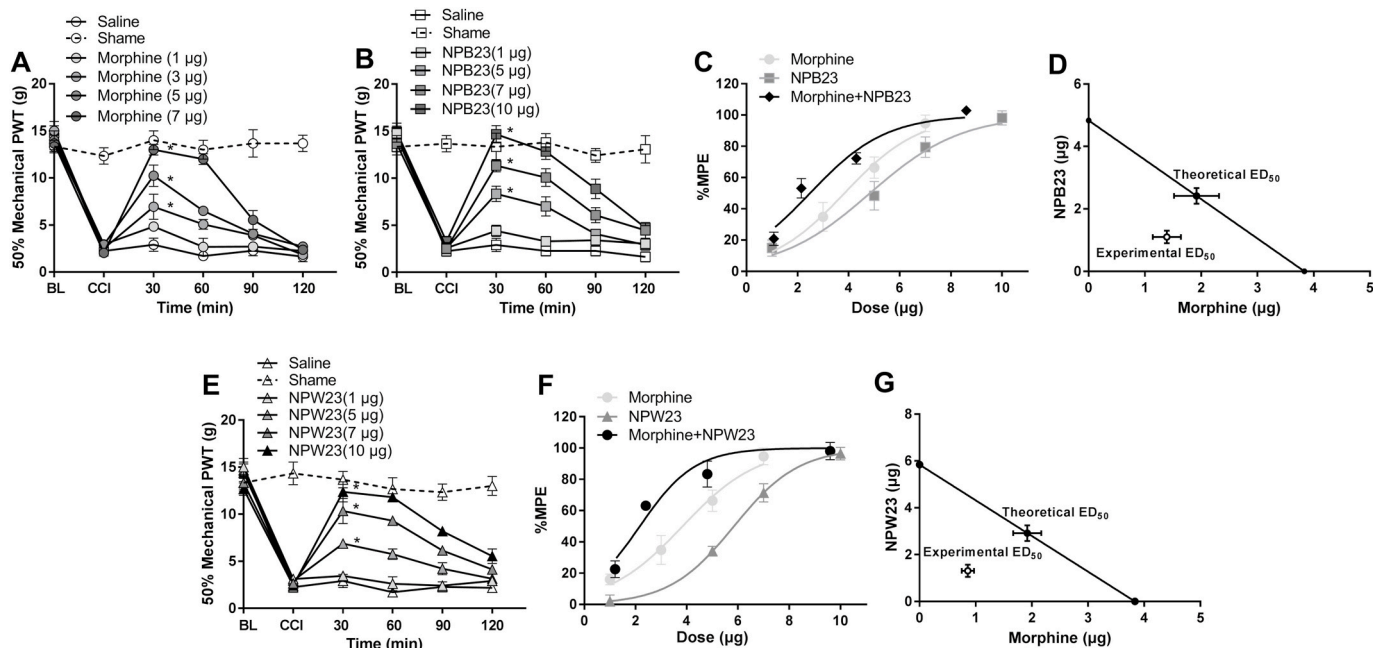 A
Saline
Shame
Morphine (1 µg)
Morphine (3 µg)
Morphine (5 µg)
Morphine (7 µg)
50% Mechanical PWT (g)
20
15
10
5
0
*
*
*
BL CCI 30 60 90 120
Time (min)
B
Saline
Shame
NPB23(1 µg)
NPB23(5 µg)
NPB23(7 µg)
NPB23(10 µg)
50% Mechanical PWT (g)
20
15
10
5
0
*
*
*
BL CCI 30 60 90 120
Time (min)
C
Morphine
NPB23
Morphine+NPB23
%MPE
120
100
80
60
40
20
0
2 4 6 8 10
Dose (µg)
D
NPB23 (µg)
6
4
2
0
Theoretical ED50
Experimental ED50
0 1 2 3 4 5
Morphine (µg)
E
Saline
Shame
NPW23(1 µg)
NPW23(5 µg)
NPW23(7 µg)
NPW23(10 µg)
50% Mechanical PWT (g)
20
15
10
5
0
*
*
*
BL CCI 30 60 90 120
Time (min)
F
Morphine
NPW23
Morphine+NPW23
%MPE
120
100
80
60
40
20
0
2 4 6 8 10
Dose (µg)
G
NPW23 (µg)
8
6
4
2
0
Theoretical ED50
Experimental ED50
0 1 2 3 4 5
Morphine (µg)